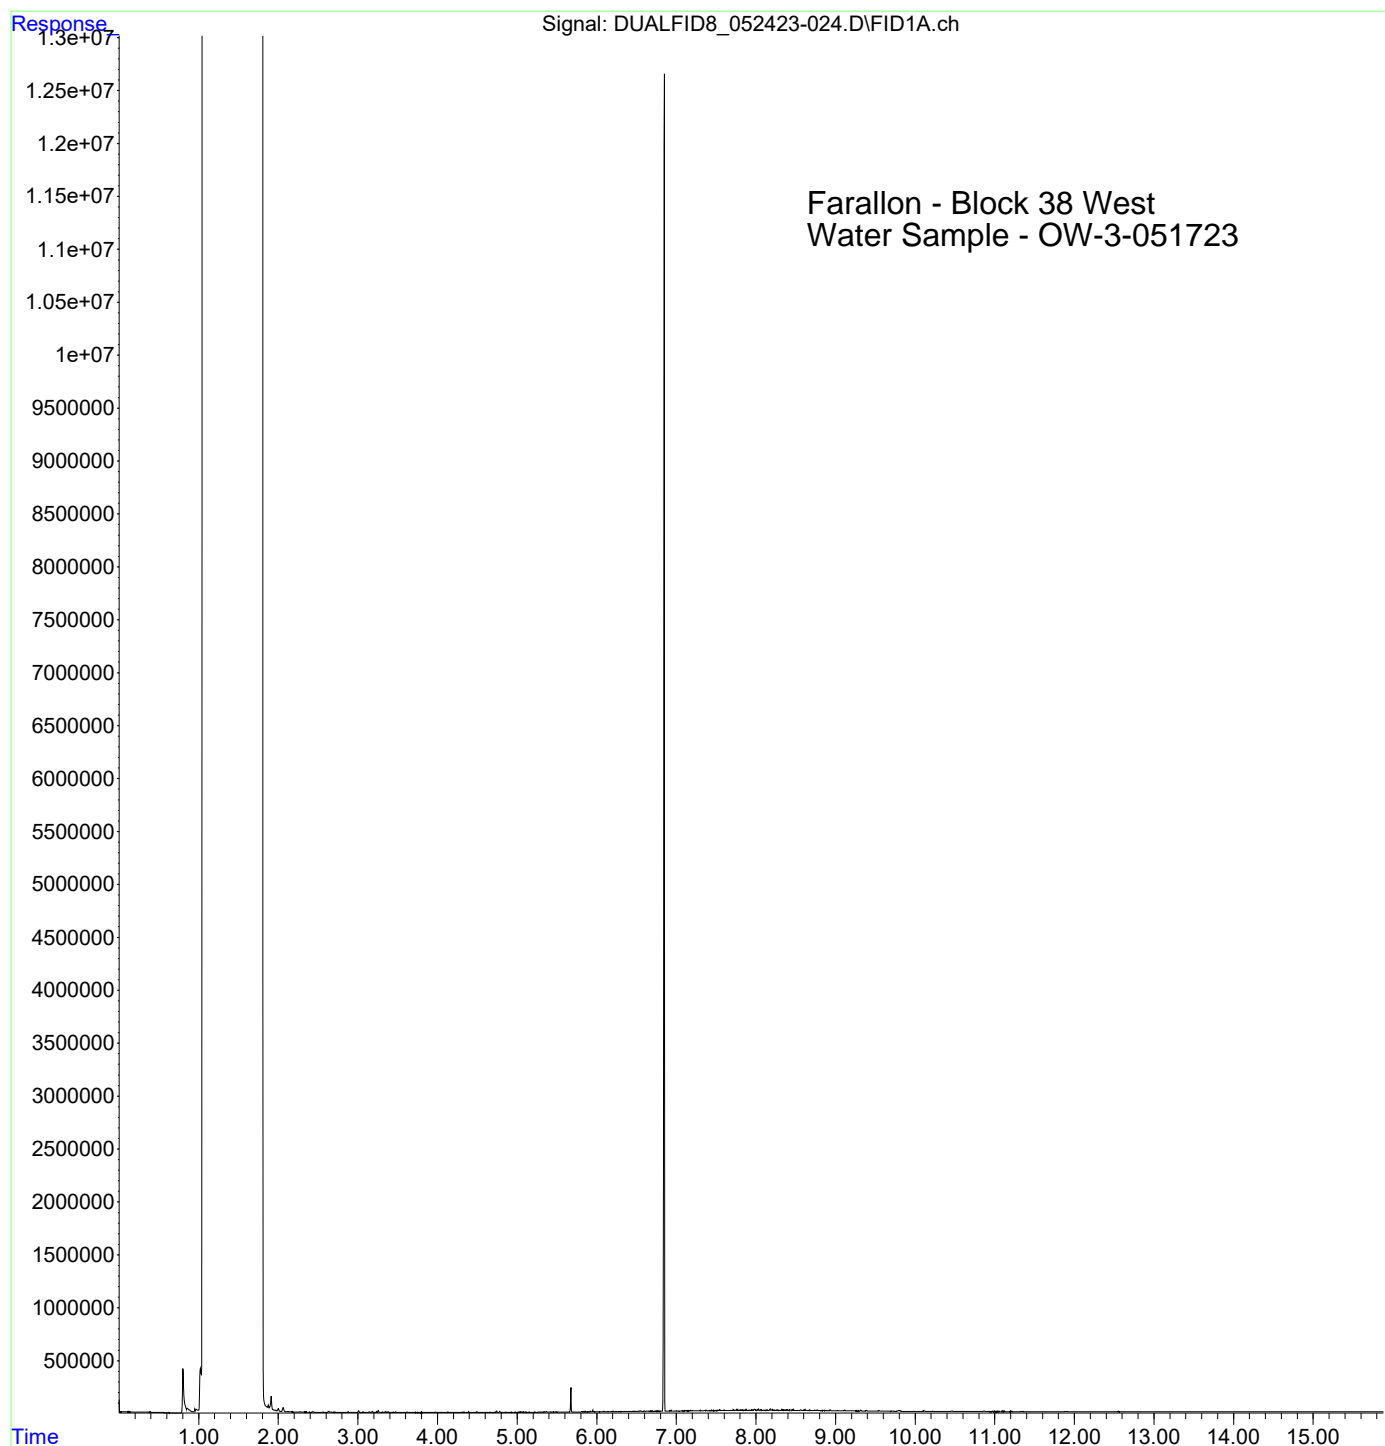 Response_
Signal: DUALFID8_052423-024.D\FID1A.ch
1.3e+07
1.25e+07
1.2e+07
1.15e+07
1.1e+07
1.05e+07
1e+07
9500000
9000000
8500000
8000000
7500000
7000000
6500000
6000000
5500000
5000000
4500000
4000000
3500000
3000000
2500000
2000000
1500000
1000000
500000
Farallon - Block 38 West
Water Sample - OW-3-051723
Time
1.00 2.00 3.00 4.00 5.00 6.00 7.00 8.00 9.00 10.00 11.00 12.00 13.00 14.00 15.00